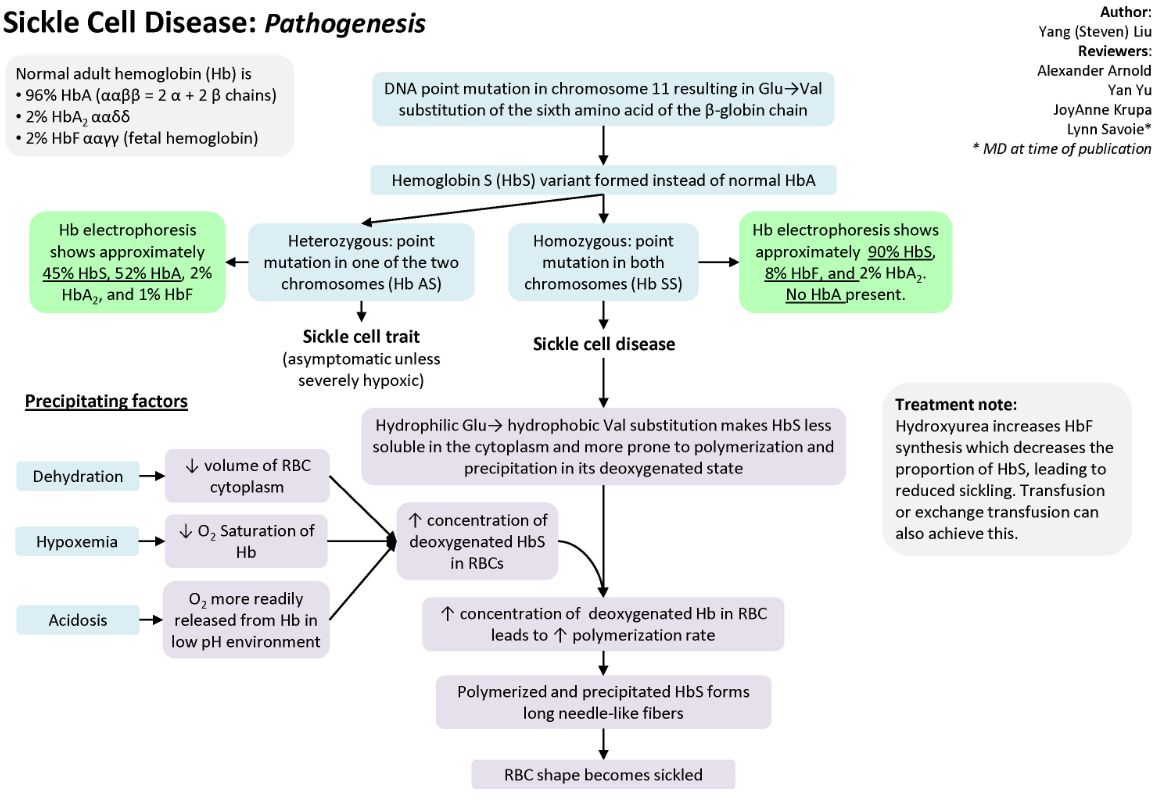 Sickle Cell Disease: Pathogenesis
Author:
Yang (Steven) Liu
Reviewers:
Alexander Arnold
Yan Yu
JoyAnne Krupa
Lynn Savoie*
* MD at time of publication
Normal adult hemoglobin (Hb) is
• 96% HbA (ααββ = 2 α + 2 β chains)
• 2% HbA₂ ααδδ
• 2% HbF ααγγ (fetal hemoglobin)
DNA point mutation in chromosome 11 resulting in Glu→Val
substitution of the sixth amino acid of the β-globin chain
Hemoglobin S (HbS) variant formed instead of normal HbA
Hb electrophoresis
shows approximately
45% HbS, 52% HbA, 2%
HbA₂, and 1% HbF
Heterozygous: point
mutation in one of the two
chromosomes (Hb AS)
Homozygous: point
mutation in both
chromosomes (Hb SS)
Hb electrophoresis shows
approximately 90% HbS,
8% HbF, and 2% HbA₂.
No HbA present.
Sickle cell trait
(asymptomatic unless
severely hypoxic)
Sickle cell disease
Precipitating factors
Hydrophilic Glu→ hydrophobic Val substitution makes HbS less
soluble in the cytoplasm and more prone to polymerization and
precipitation in its deoxygenated state
Treatment note:
Hydroxyurea increases HbF
synthesis which decreases the
proportion of HbS, leading to
reduced sickling. Transfusion
or exchange transfusion can
also achieve this.
Dehydration
↓ volume of RBC
cytoplasm
Hypoxemia
↓ O₂ Saturation of
Hb
Acidosis
O₂ more readily
released from Hb in
low pH environment
↑ concentration of
deoxygenated HbS
in RBCs
↑ concentration of deoxygenated Hb in RBC
leads to ↑ polymerization rate
Polymerized and precipitated HbS forms
long needle-like fibers
RBC shape becomes sickled